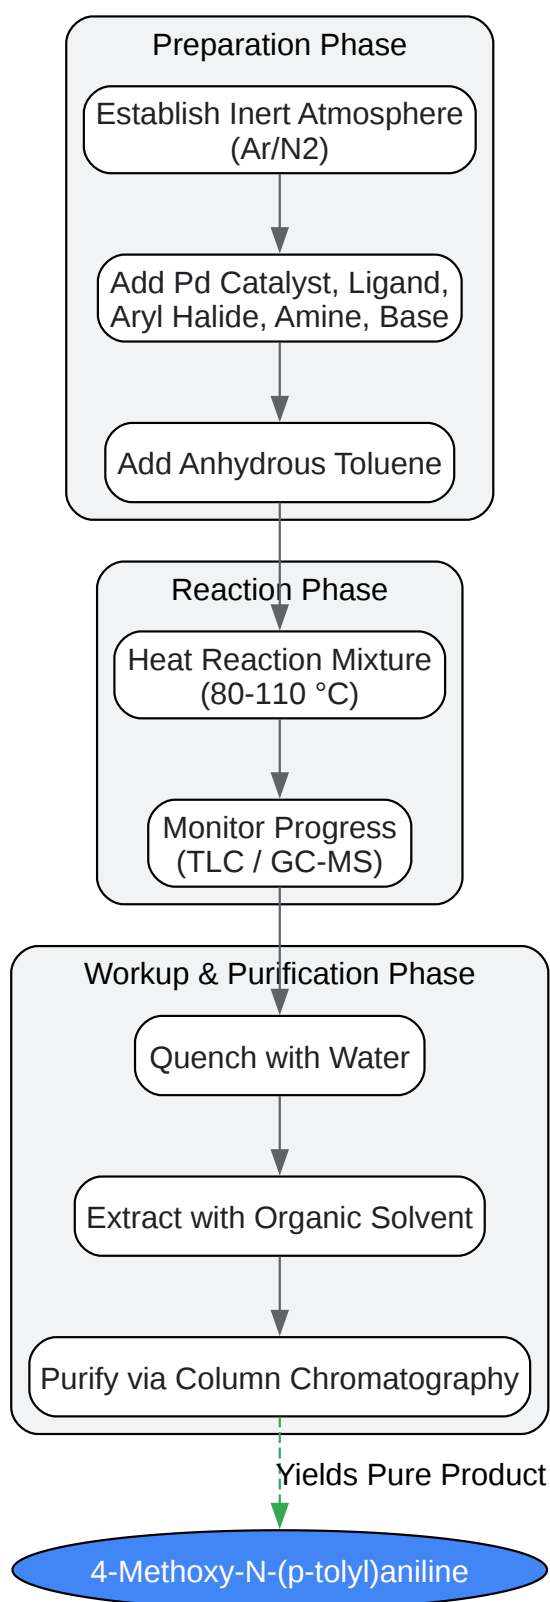 Preparation Phase
Establish Inert Atmosphere
(Ar/N2)
Add Pd Catalyst, Ligand,
Aryl Halide, Amine, Base
Add Anhydrous Toluene
Reaction Phase
Heat Reaction Mixture
(80-110 °C)
Monitor Progress
(TLC / GC-MS)
Workup & Purification Phase
Quench with Water
Extract with Organic Solvent
Purify via Column Chromatography
Yields Pure Product
4-Methoxy-N-(p-tolyl)aniline